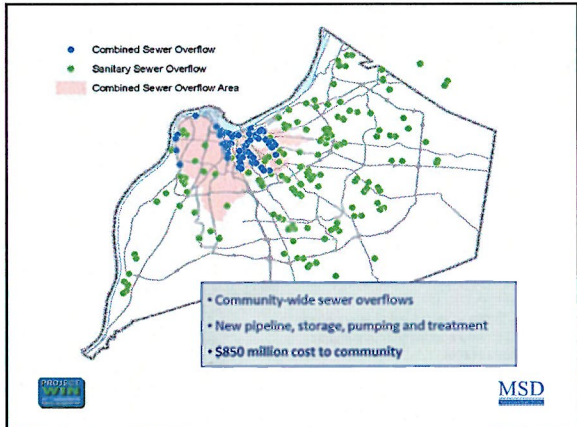 Combined Sewer Overflow
Sanitary Sewer Overflow
Combined Sewer Overflow Area
• Community-wide sewer overflows
• New pipeline, storage, pumping and treatment
• $850 million cost to community
PROJECT
WIN
MSD